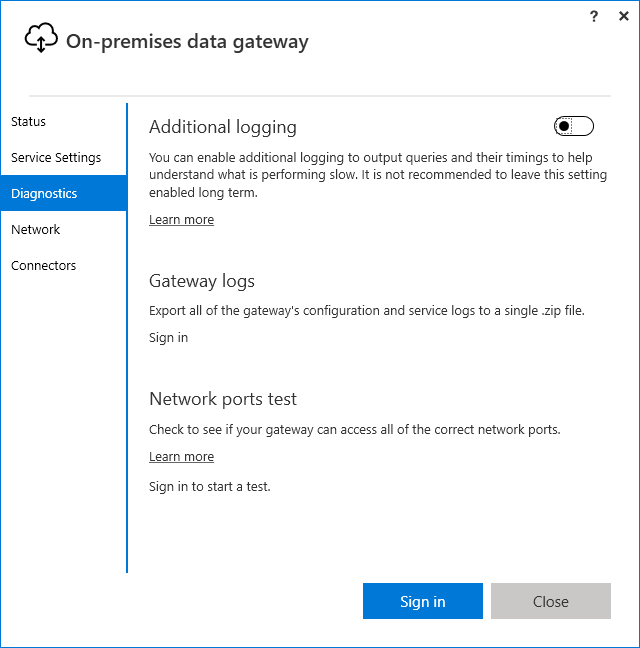 ? ×
On-premises data gateway
Status
Service Settings
Diagnostics
Network
Connectors
Additional logging
You can enable additional logging to output queries and their timings to help
understand what is performing slow. It is not recommended to leave this setting
enabled long term.
Learn more
Gateway logs
Export all of the gateway's configuration and service logs to a single .zip file.
Sign in
Network ports test
Check to see if your gateway can access all of the correct network ports.
Learn more
Sign in to start a test.
Sign in
Close